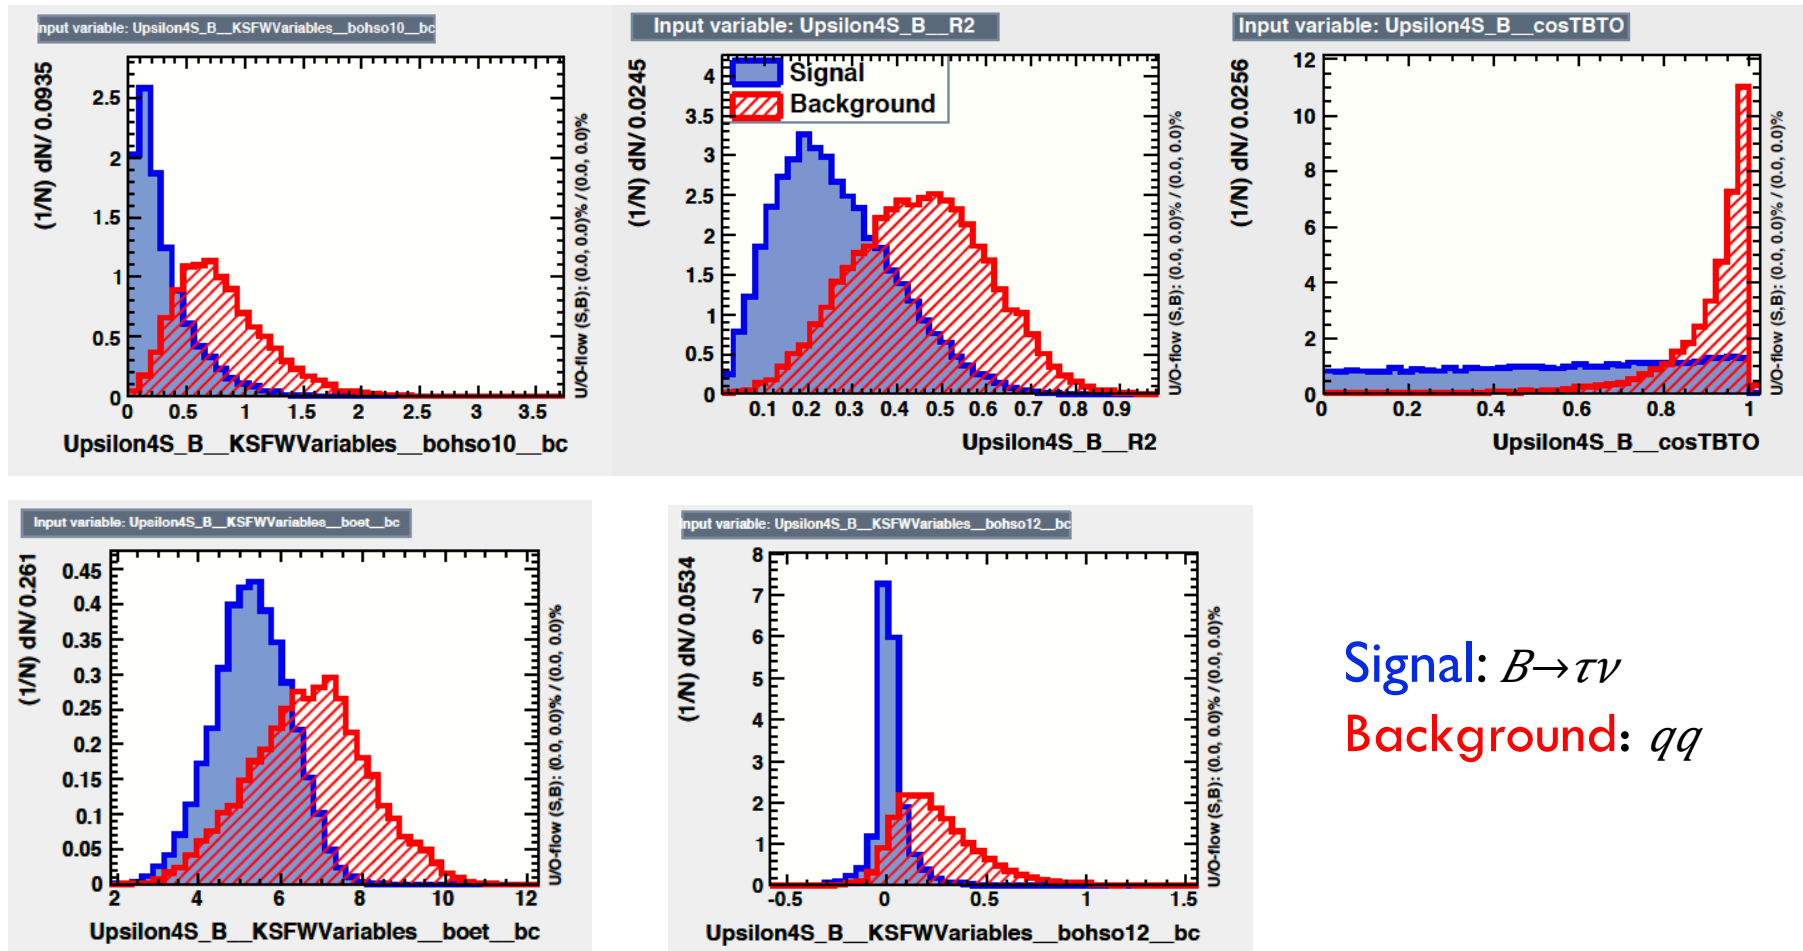 Input variable: Upsilon4S_B__KSFWVariables__bohso10__bc
(1/N) dN/ 0.0935
2.5
2
1.5
1
0.5
0
0 0.5 1 1.5 2 2.5 3 3.5
U/O-flow (S,B): (0.0, 0.0)% / (0.0, 0.0)%
Upsilon4S_B__KSFWVariables__bohso10__bc
Input variable: Upsilon4S_B__R2
(1/N) dN/ 0.0245
Signal
Background
4
3.5
3
2.5
2
1.5
1
0.5
0
0.1 0.2 0.3 0.4 0.5 0.6 0.7 0.8 0.9
U/O-flow (S,B): (0.0, 0.0)% / (0.0, 0.0)%
Upsilon4S_B__R2
Input variable: Upsilon4S_B__cosTBTO
(1/N) dN/ 0.0256
12
10
8
6
4
2
0
0 0.2 0.4 0.6 0.8 1
U/O-flow (S,B): (0.0, 0.0)% / (0.0, 0.0)%
Upsilon4S_B__cosTBTO
Input variable: Upsilon4S_B__KSFWVariables__boet__bc
(1/N) dN/ 0.261
0.45
0.4
0.35
0.3
0.25
0.2
0.15
0.1
0.05
0
2 4 6 8 10 12
U/O-flow (S,B): (0.0, 0.0)% / (0.0, 0.0)%
Upsilon4S_B__KSFWVariables__boet__bc
Input variable: Upsilon4S_B__KSFWVariables__bohso12__bc
(1/N) dN/ 0.0534
8
7
6
5
4
3
2
1
0
-0.5 0 0.5 1 1.5
U/O-flow (S,B): (0.0, 0.0)% / (0.0, 0.0)%
Upsilon4S_B__KSFWVariables__bohso12__bc
Signal: B→τν
Background: qq